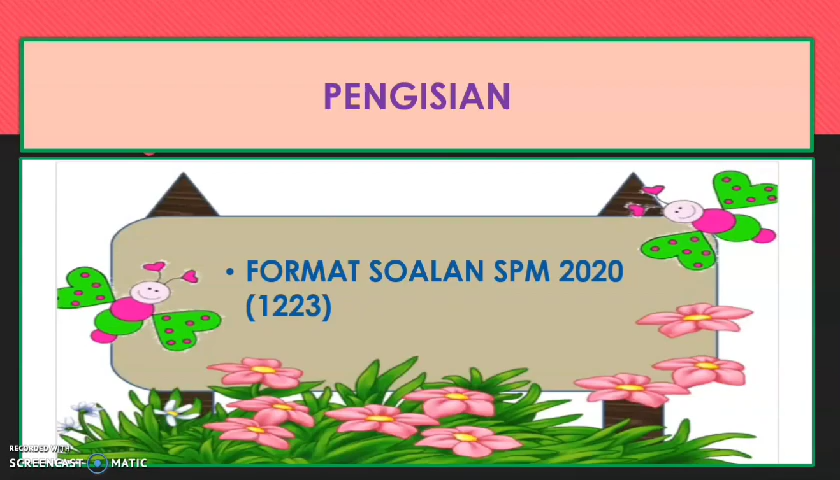 PENGISIAN
• FORMAT SOALAN SPM 2020
(1223)
RECORDED WITH
SCREENCAST MATIC